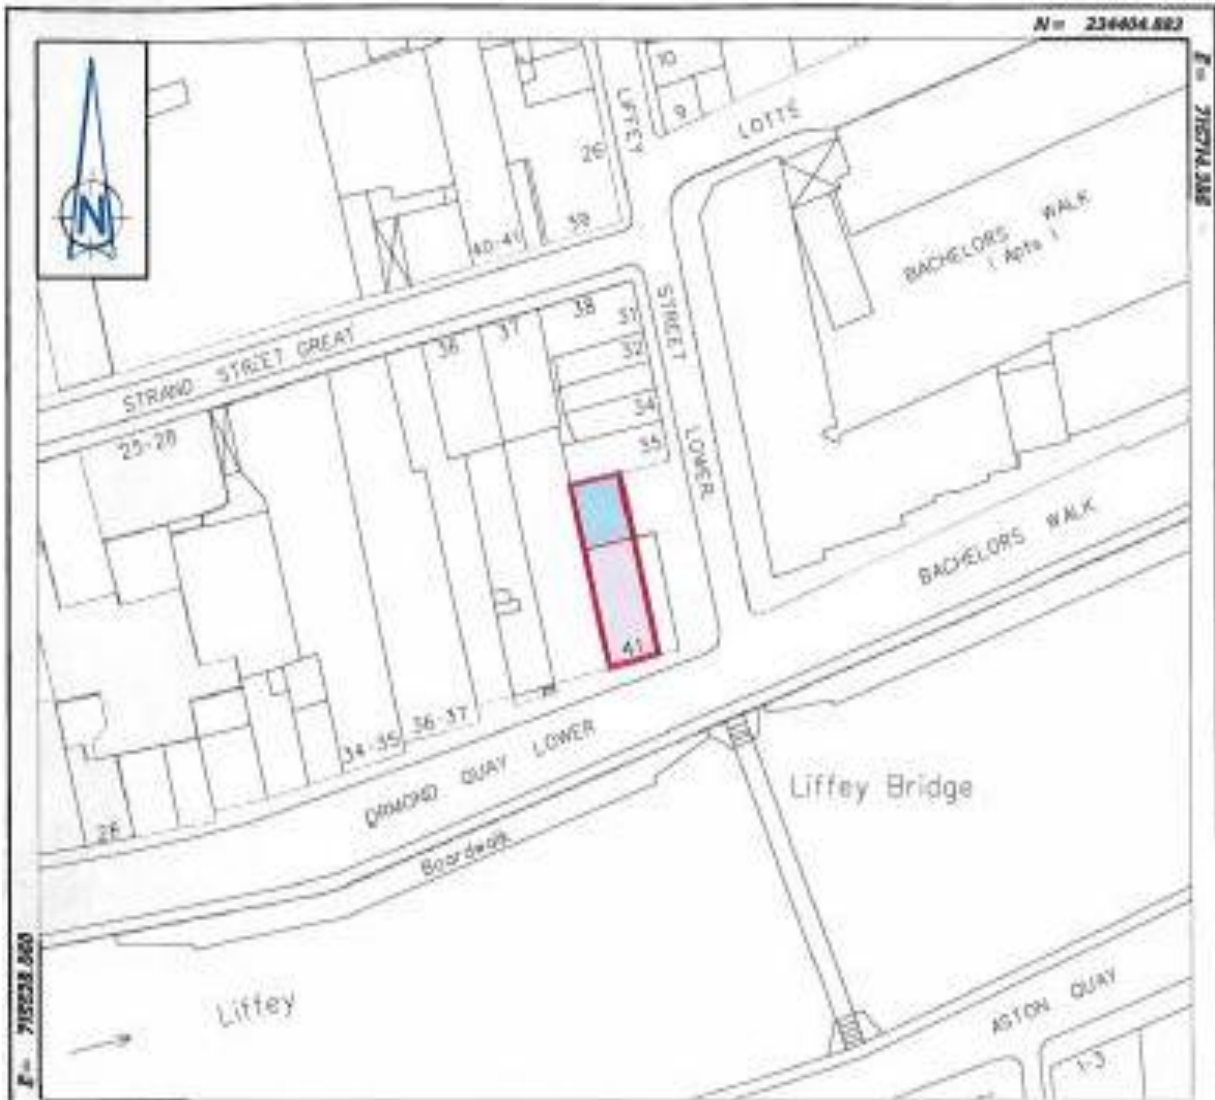 N = 234404.883
N
10
9
LIFFEY
LOTTS
26
39
40-41
BACHELORS WALK
( Apts )
STREET
LOWER
38
37
36
31
32
34
35
STRAND STREET GREAT
25-28
BACHELORS WALK
41
36-37
34-35
28
ORMOND QUAY LOWER
Boardwalk
Liffey Bridge
Liffey
ASTON QUAY
1-3